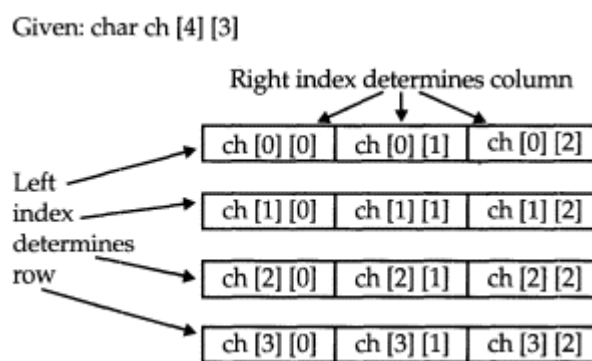 Given: char ch [4] [3]
Right index determines column
ch [0] [0] ch [0] [1] ch [0] [2]
Left
index
determines
row
ch [1] [0] ch [1] [1] ch [1] [2]
ch [2] [0] ch [2] [1] ch [2] [2]
ch [3] [0] ch [3] [1] ch [3] [2]